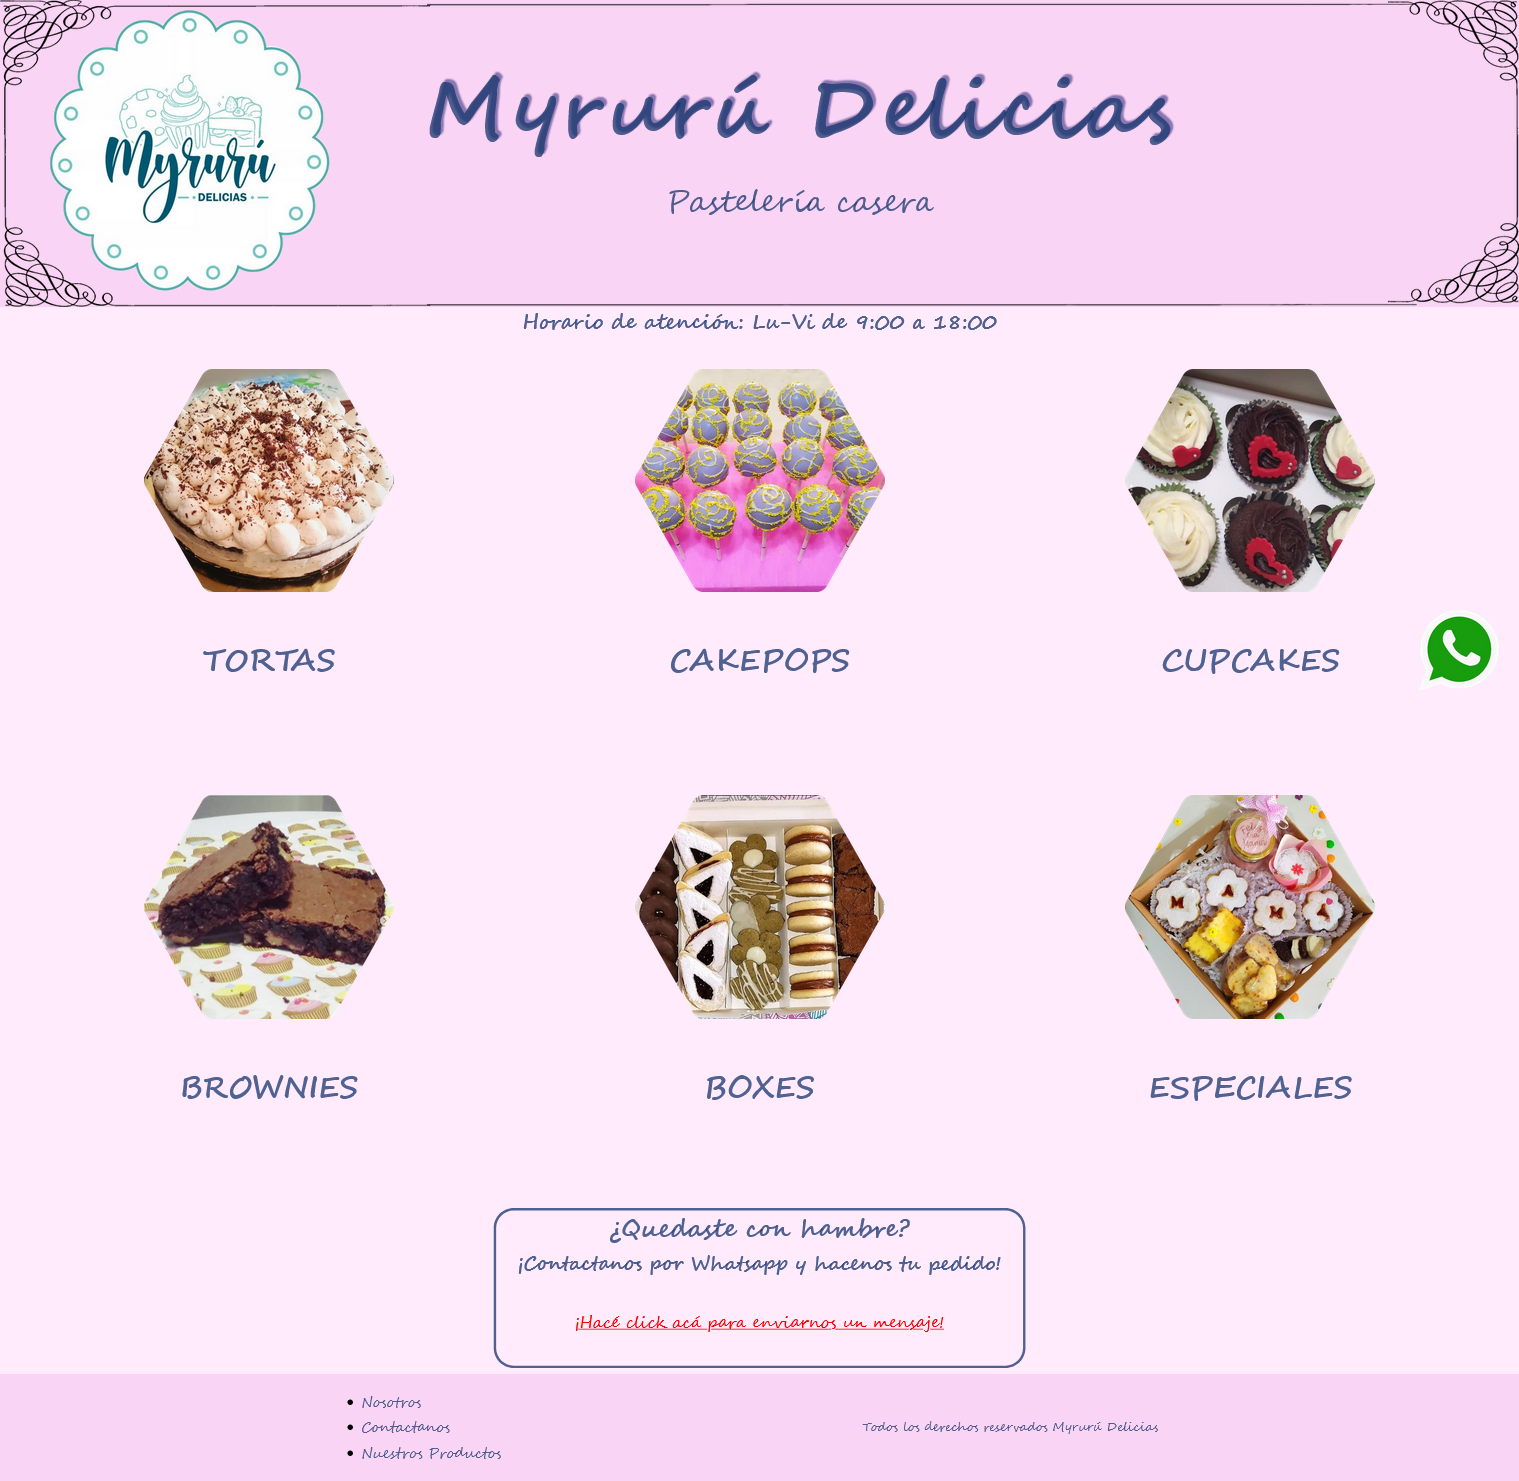 Myrurú
DELICIAS
Myrurú Delicias
Pastelería casera
Horario de atención: Lu-Vi de 9:00 a 18:00
TORTAS
CAKEPOPS
CUPCAKES
M A M A
BROWNIES
BOXES
ESPECIALES
¿Quedaste con hambre?
¡Contactanos por Whatsapp y hacenos tu pedido!
¡Hacé click acá para enviarnos un mensaje!
Nosotros
Contactanos
Nuestros Productos
Todos los derechos reservados Myrurú Delicias